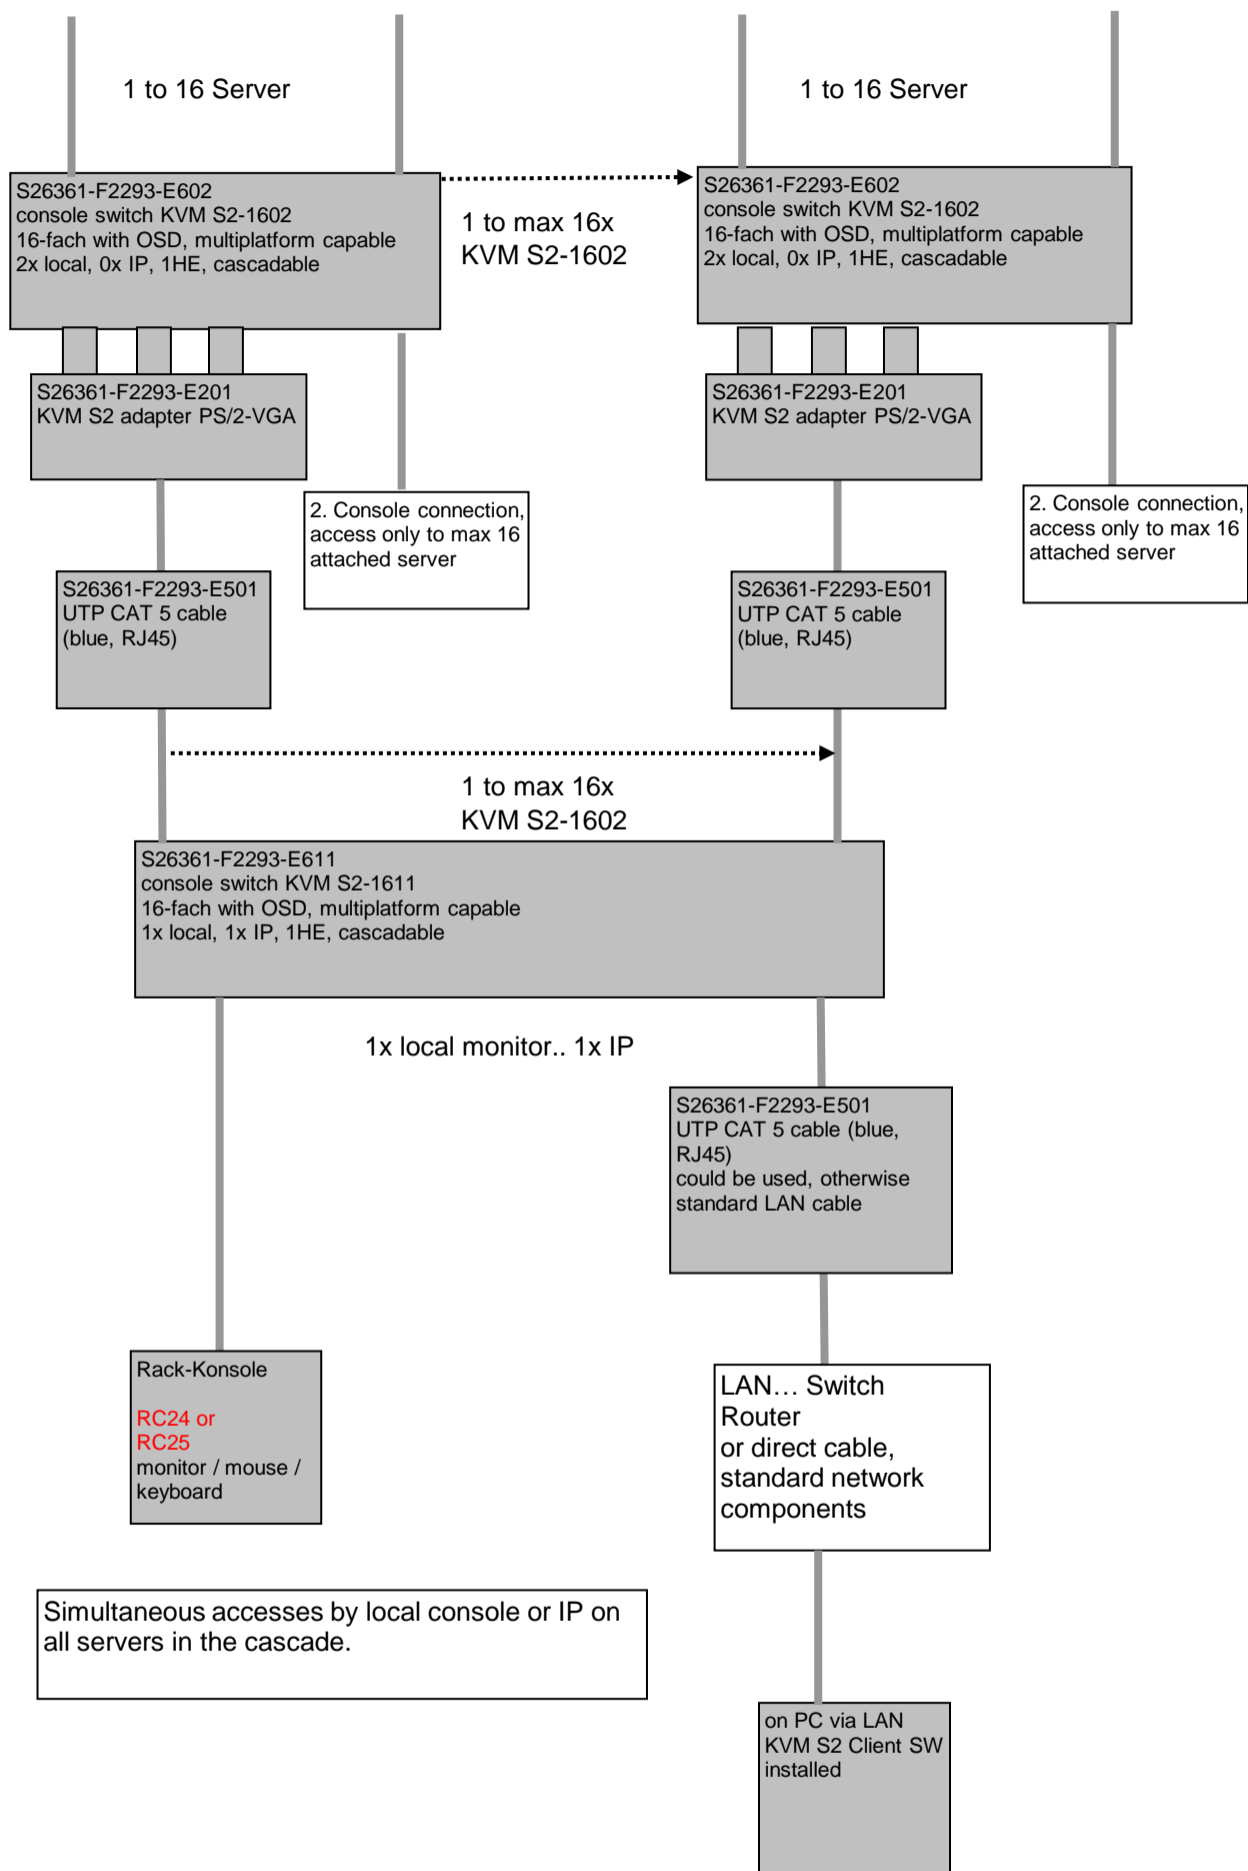 1 to 16 Server
1 to 16 Server
S26361-F2293-E602
console switch KVM S2-1602
16-fach with OSD, multiplatform capable
2x local, 0x IP, 1HE, cascadable
1 to max 16x
KVM S2-1602
S26361-F2293-E602
console switch KVM S2-1602
16-fach with OSD, multiplatform capable
2x local, 0x IP, 1HE, cascadable
S26361-F2293-E201
KVM S2 adapter PS/2-VGA
S26361-F2293-E201
KVM S2 adapter PS/2-VGA
2. Console connection,
access only to max 16
attached server
2. Console connection,
access only to max 16
attached server
S26361-F2293-E501
UTP CAT 5 cable
(blue, RJ45)
S26361-F2293-E501
UTP CAT 5 cable
(blue, RJ45)
1 to max 16x
KVM S2-1602
S26361-F2293-E611
console switch KVM S2-1611
16-fach with OSD, multiplatform capable
1x local, 1x IP, 1HE, cascadable
1x local monitor.. 1x IP
S26361-F2293-E501
UTP CAT 5 cable (blue,
RJ45)
could be used, otherwise
standard LAN cable
Rack-Konsole
RC24 or
RC25
monitor / mouse /
keyboard
LAN… Switch
Router
or direct cable,
standard network
components
Simultaneous accesses by local console or IP on
all servers in the cascade.
on PC via LAN
KVM S2 Client SW
installed